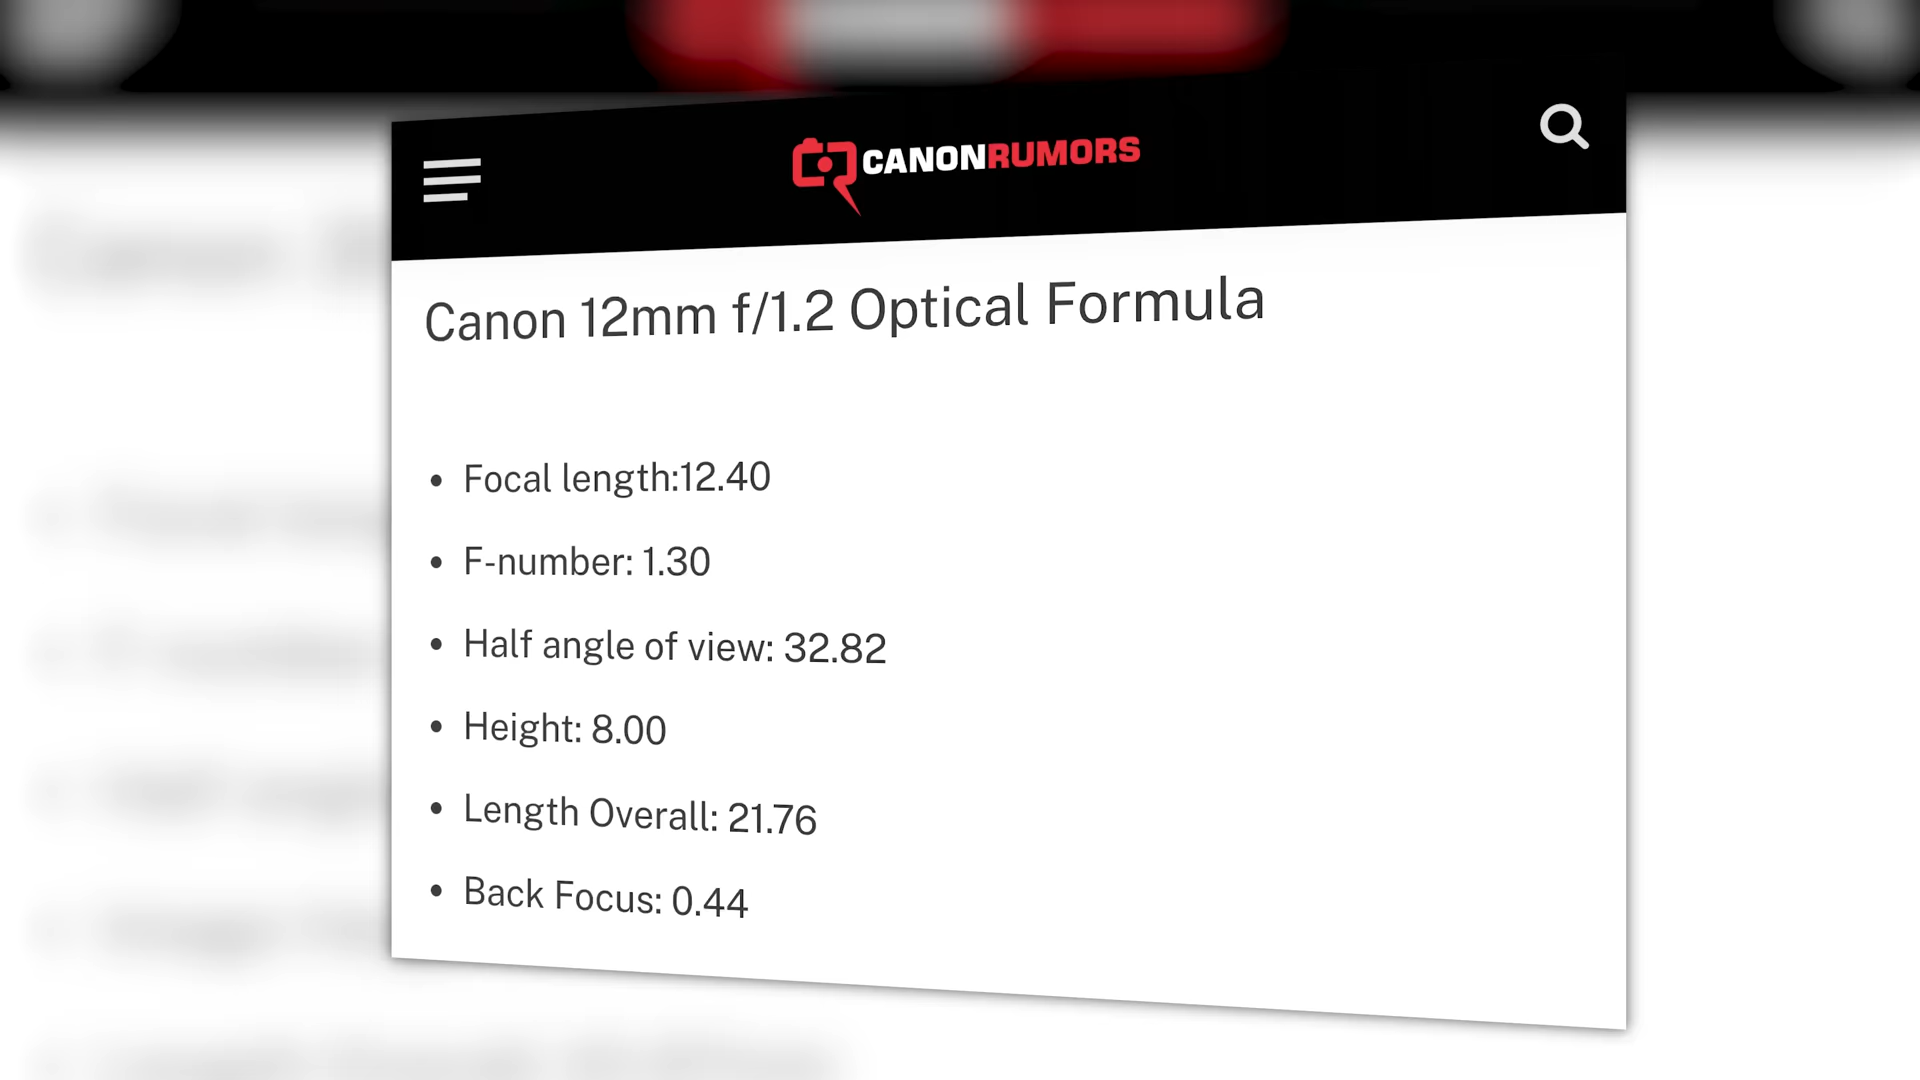 CANONRUMORS
Canon 12mm f/1.2 Optical Formula
• Focal length:12.40
• F-number: 1.30
• Half angle of view: 32.82
• Height: 8.00
• Length Overall: 21.76
• Back Focus: 0.44